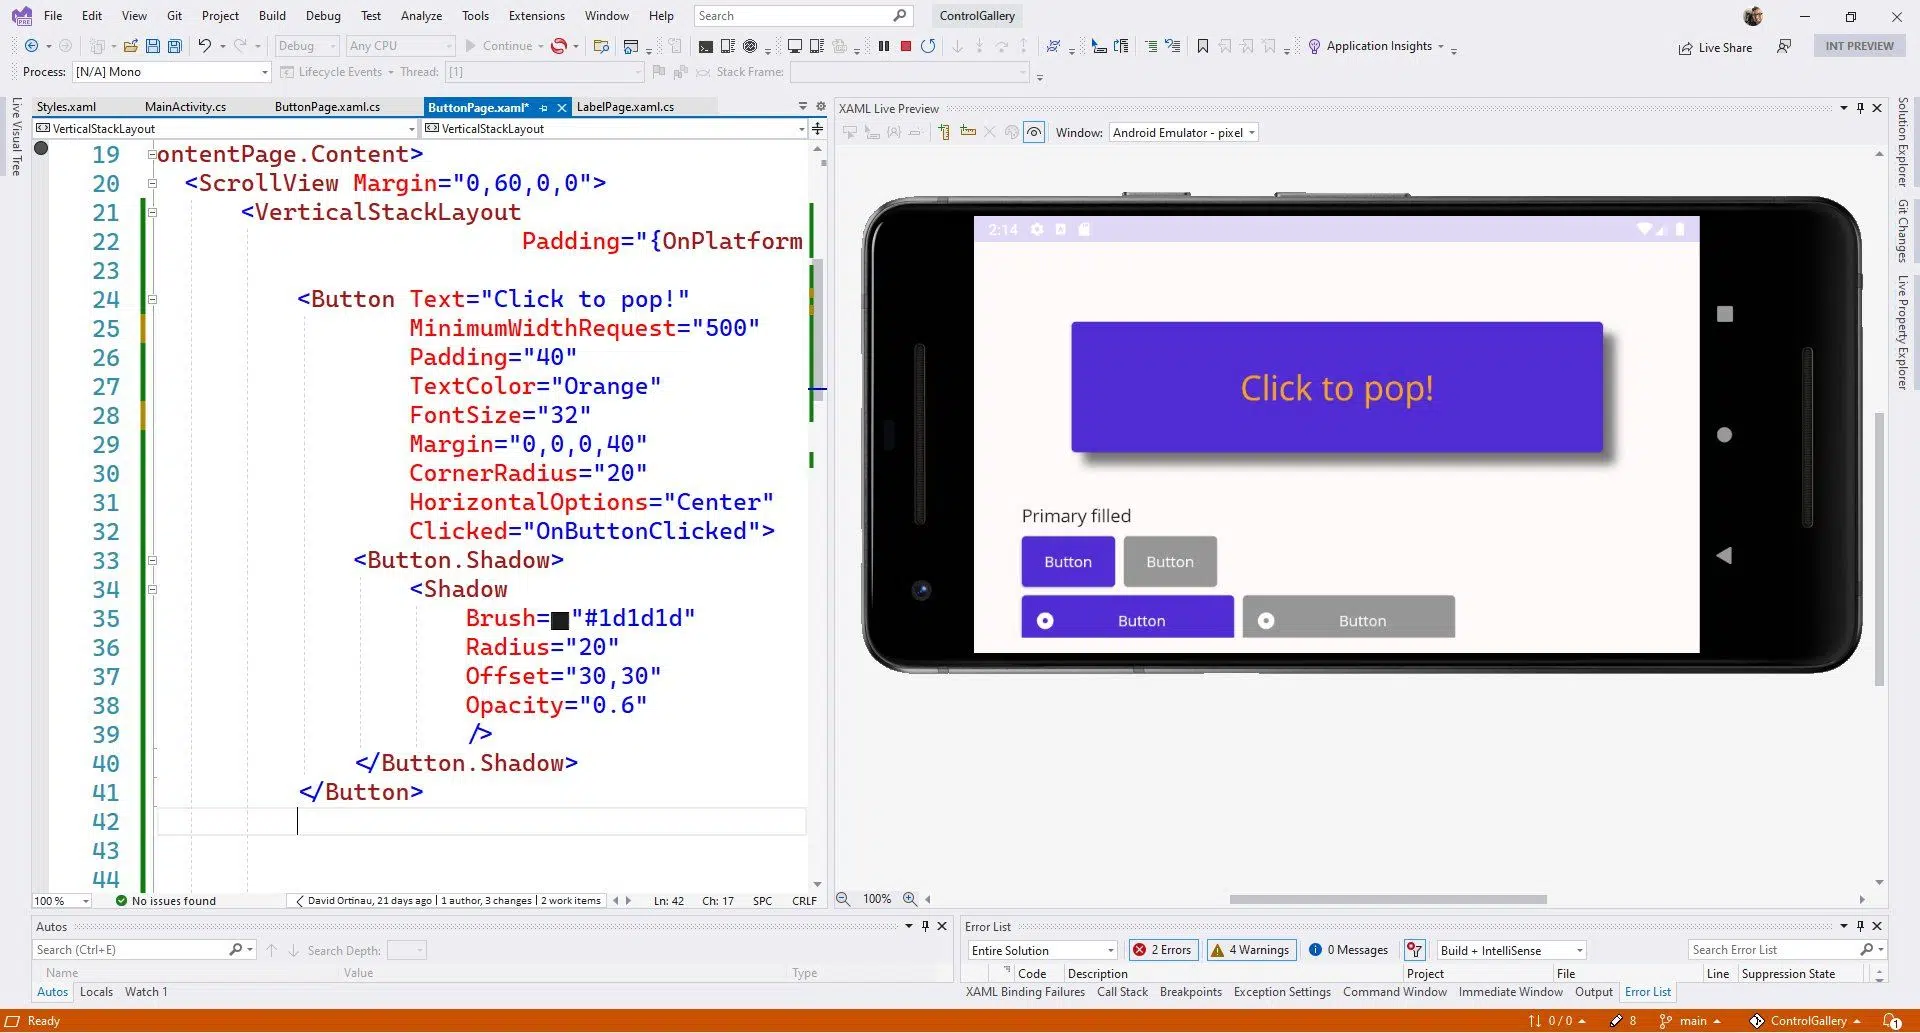 File Edit View Git Project Build Debug Test Analyze Tools Extensions Window Help Search ControlGallery
Debug Any CPU Continue Application Insights Live Share INT PREVIEW
Process: [N/A] Mono Lifecycle Events Thread: [1] Stack Frame:
Live Visual Tree
Styles.xaml MainActivity.cs ButtonPage.xaml.cs ButtonPage.xaml* LabelPage.xaml.cs
VerticalStackLayout VerticalStackLayout
19 ontentPage.Content>
20 <ScrollView Margin="0,60,0,0">
21 <VerticalStackLayout
22 Padding="{OnPlatform
23
24 <Button Text="Click to pop!"
25 MinimumWidthRequest="500"
26 Padding="40"
27 TextColor="Orange"
28 FontSize="32"
29 Margin="0,0,0,40"
30 CornerRadius="20"
31 HorizontalOptions="Center"
32 Clicked="OnButtonClicked">
33 <Button.Shadow>
34 <Shadow
35 Brush="#1d1d1d"
36 Radius="20"
37 Offset="30,30"
38 Opacity="0.6"
39 />
40 </Button.Shadow>
41 </Button>
42
43
44
100 % No issues found David Ortinau, 21 days ago | 1 author, 3 changes | 2 work items Ln: 42 Ch: 17 SPC CRLF
XAML Live Preview
Window: Android Emulator - pixel
2:14
Click to pop!
Primary filled
Button Button
Button Button
100%
Solution Explorer
Git Changes
Live Property Explorer
Autos
Search (Ctrl+E) Search Depth:
Name Value Type
Autos Locals Watch 1
Error List
Entire Solution 2 Errors 4 Warnings 0 Messages Build + IntelliSense Search Error List
Code Description Project File Line Suppression State
XAML Binding Failures Call Stack Breakpoints Exception Settings Command Window Immediate Window Output Error List
Ready 0 / 0 8 main ControlGallery 1